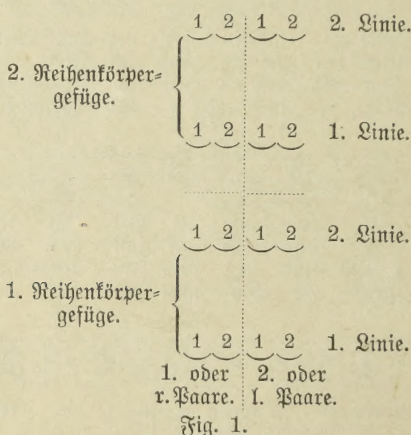 1 2 1 2 2. Linie.
2. Reihenkörper=
gefüge.
1 2 1 2 1. Linie.
1 2 1 2 2. Linie.
1. Reihenkörper=
gefüge.
1 2 1 2 1. Linie.
1. oder 2. oder
r. Paare. l. Paare.
Fig. 1.